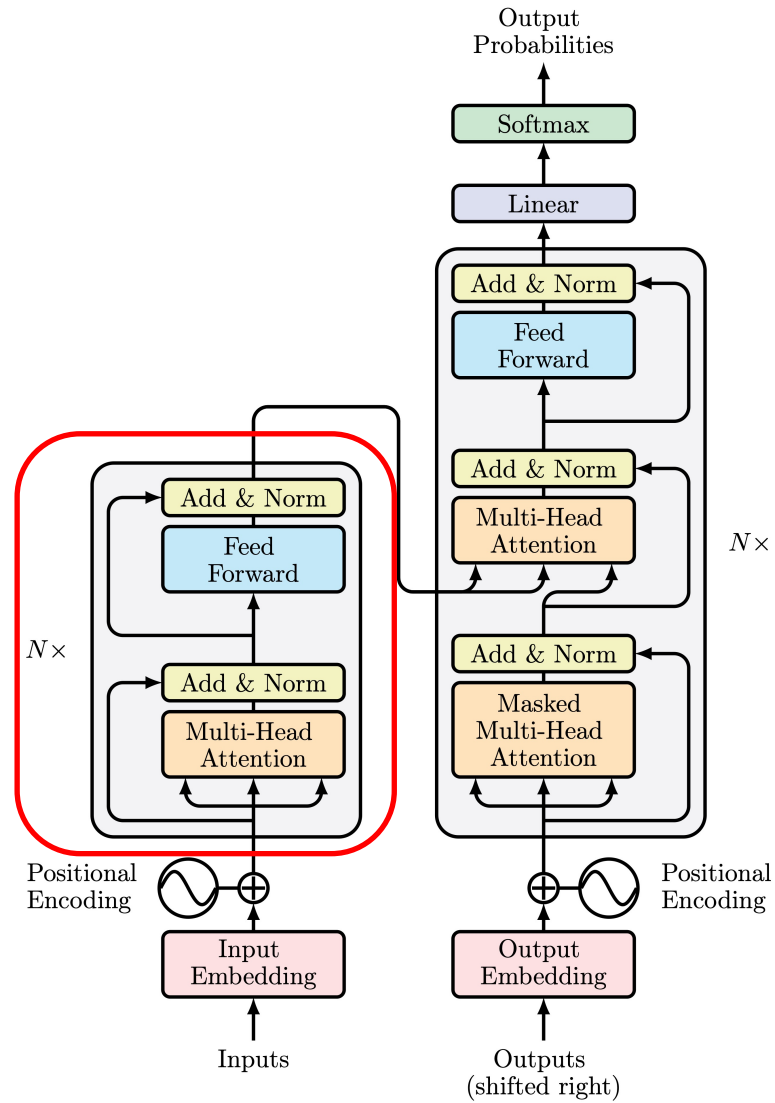 Output
Probabilities
Softmax
Linear
Add & Norm
Feed
Forward
Add & Norm
Multi-Head
Attention
N×
Add & Norm
Masked
Multi-Head
Attention
Add & Norm
Feed
Forward
N×
Add & Norm
Multi-Head
Attention
Positional
Encoding
Positional
Encoding
Input
Embedding
Output
Embedding
Inputs
Outputs
(shifted right)